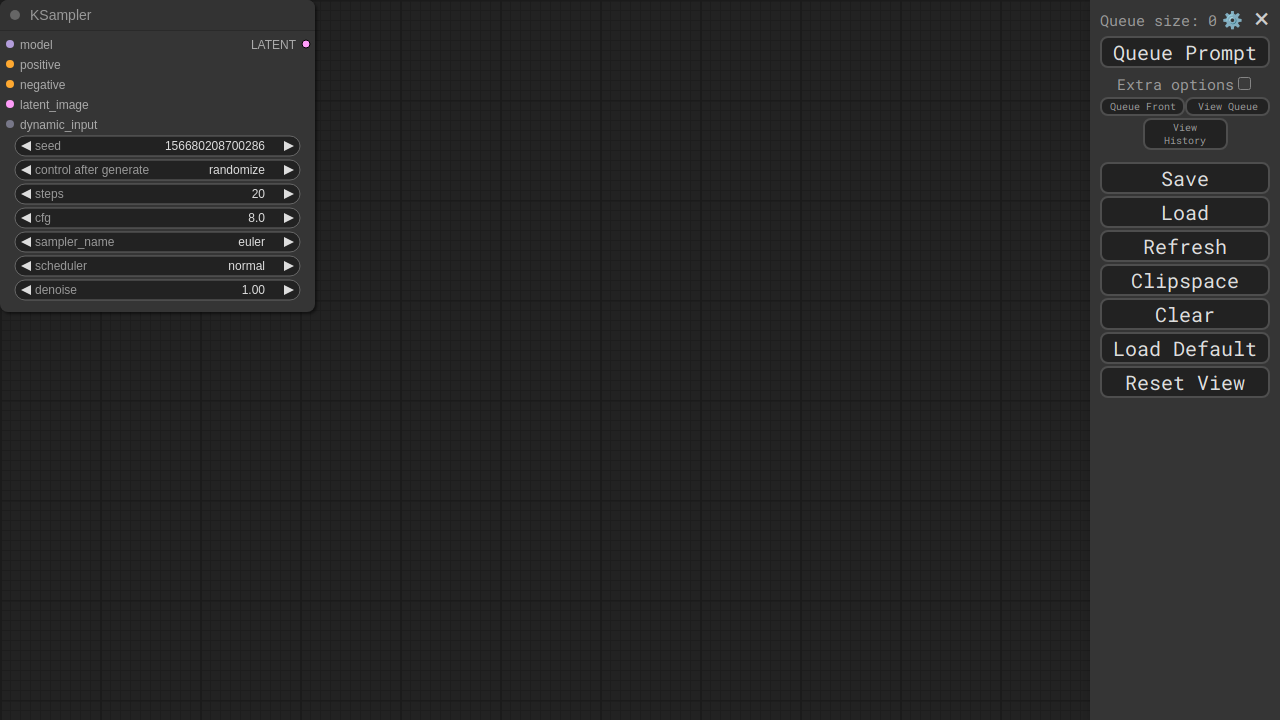 KSampler
model
LATENT
positive
negative
latent_image
dynamic_input
seed 156680208700286
control after generate randomize
steps 20
cfg 8.0
sampler_name euler
scheduler normal
denoise 1.00
Queue size: 0
Queue Prompt
Extra options
Queue Front
View Queue
View
History
Save
Load
Refresh
Clipspace
Clear
Load Default
Reset View